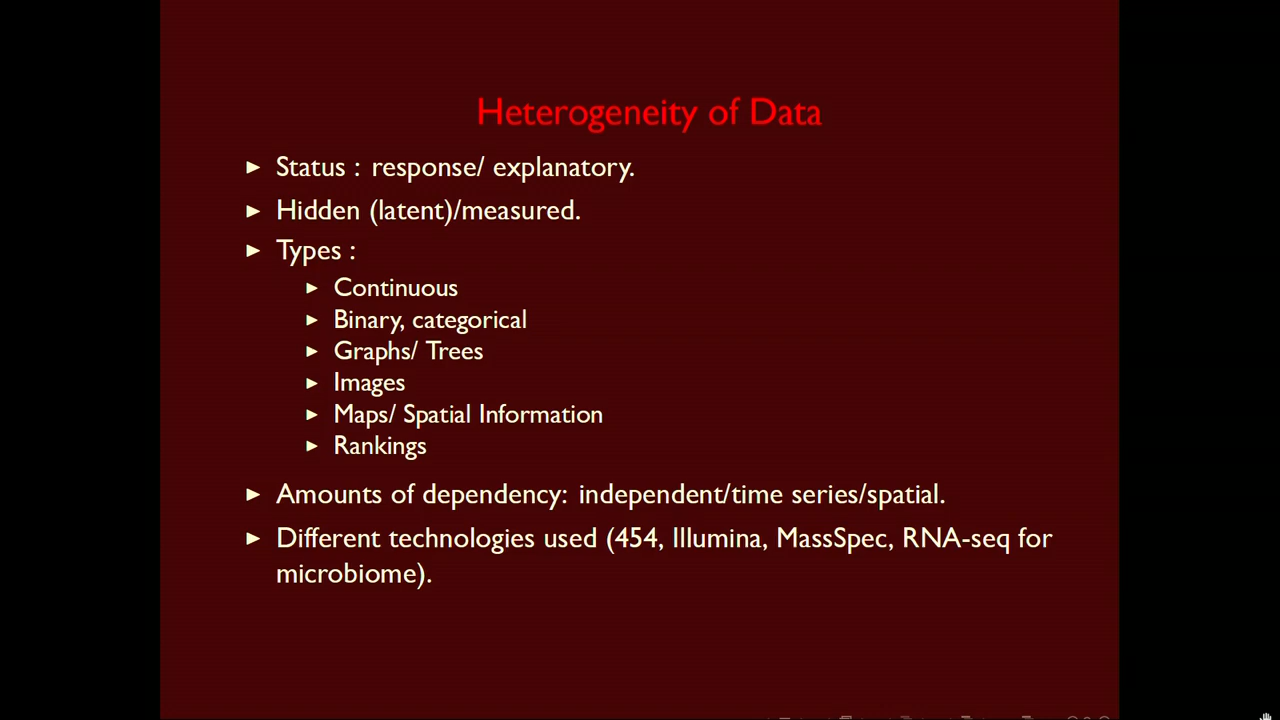 Heterogeneity of Data
▶ Status : response/ explanatory.
▶ Hidden (latent)/measured.
▶ Types :
▶ Continuous
▶ Binary, categorical
▶ Graphs/ Trees
▶ Images
▶ Maps/ Spatial Information
▶ Rankings
▶ Amounts of dependency: independent/time series/spatial.
▶ Different technologies used (454, Illumina, MassSpec, RNA-seq for
microbiome).